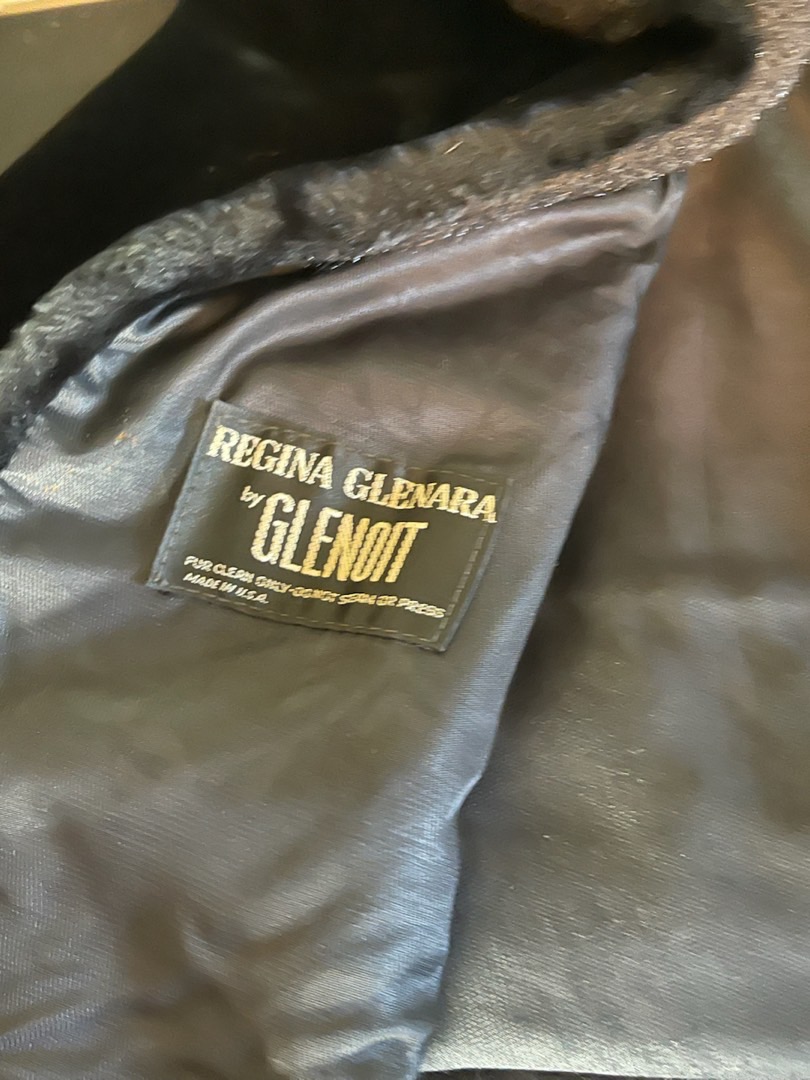 REGINA GLENARA
by
GLENOIT
FUR CLEAN ONLY-DO NOT STEAM OR PRESS
MADE IN U.S.A.